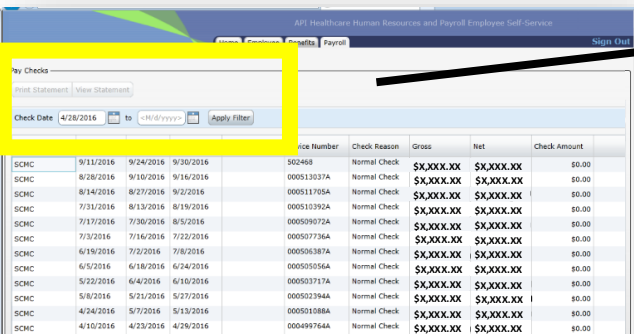 API Healthcare Human Resources and Payroll Employee Self-Service
Home Employee Benefits Payroll Sign Out
Pay Checks
Print Statement View Statement
Check Date 4/28/2016 to <M/d/yyyy> Apply Filter
Number Check Reason Gross Net Check Amount
SCMC 9/11/2016 9/24/2016 9/30/2016 502468 Normal Check $X,XXX.XX $X,XXX.XX $0.00
SCMC 8/28/2016 9/10/2016 9/16/2016 000513037A Normal Check $X,XXX.XX $X,XXX.XX $0.00
SCMC 8/14/2016 8/27/2016 9/2/2016 000511705A Normal Check $X,XXX.XX $X,XXX.XX $0.00
SCMC 7/31/2016 8/13/2016 8/19/2016 000510392A Normal Check $X,XXX.XX $X,XXX.XX $0.00
SCMC 7/17/2016 7/30/2016 8/5/2016 000509072A Normal Check $X,XXX.XX $X,XXX.XX $0.00
SCMC 7/3/2016 7/16/2016 7/22/2016 000507736A Normal Check $X,XXX.XX $X,XXX.XX $0.00
SCMC 6/19/2016 7/2/2016 7/8/2016 000506387A Normal Check $X,XXX.XX $X,XXX.XX $0.00
SCMC 6/5/2016 6/18/2016 6/24/2016 000505056A Normal Check $X,XXX.XX $X,XXX.XX $0.00
SCMC 5/22/2016 6/4/2016 6/10/2016 000503717A Normal Check $X,XXX.XX $X,XXX.XX $0.00
SCMC 5/8/2016 5/21/2016 5/27/2016 000502394A Normal Check $X,XXX.XX $X,XXX.XX $0.00
SCMC 4/24/2016 5/7/2016 5/13/2016 000501088A Normal Check $X,XXX.XX $X,XXX.XX $0.00
SCMC 4/10/2016 4/23/2016 4/29/2016 000499764A Normal Check $X,XXX.XX $X,XXX.XX $0.00